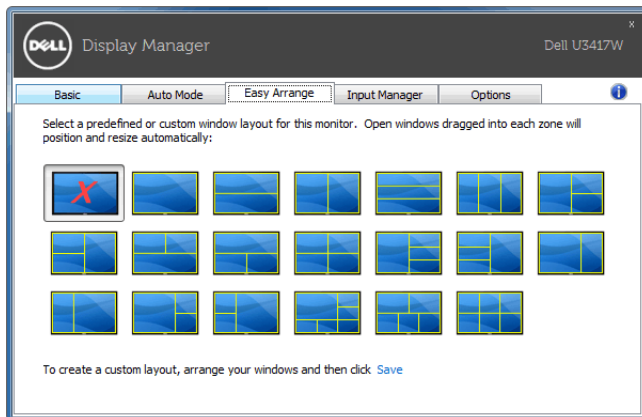 x
DELL Display Manager Dell U3417W
Basic Auto Mode Easy Arrange Input Manager Options i
Select a predefined or custom window layout for this monitor. Open windows dragged into each zone will
position and resize automatically:
X
To create a custom layout, arrange your windows and then click Save